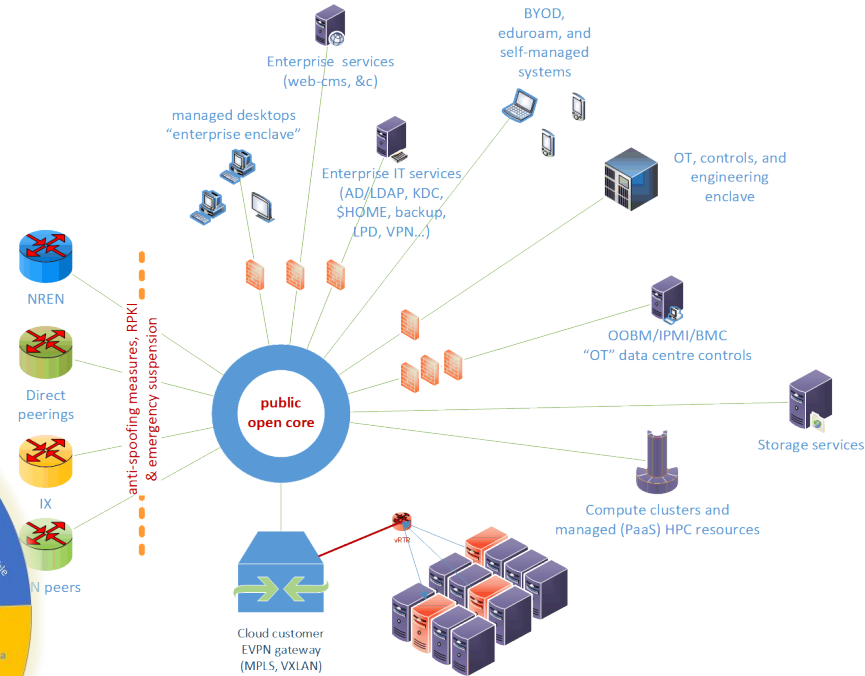 BYOD,
eduroam, and
self-managed
systems
Enterprise services
(web-cms, &c)
managed desktops
“enterprise enclave”
Enterprise IT services
(AD/LDAP, KDC,
$HOME, backup,
LPD, VPN...)
OT, controls, and
engineering
enclave
NREN
anti-spoofing measures, RPKI
& emergency suspension
OOBM/IPMI/BMC
“OT” data centre controls
Direct
peerings
public
open core
Storage services
IX
Compute clusters and
managed (PaaS) HPC resources
vRTR
N peers
Cloud customer
EVPN gateway
(MPLS, VXLAN)